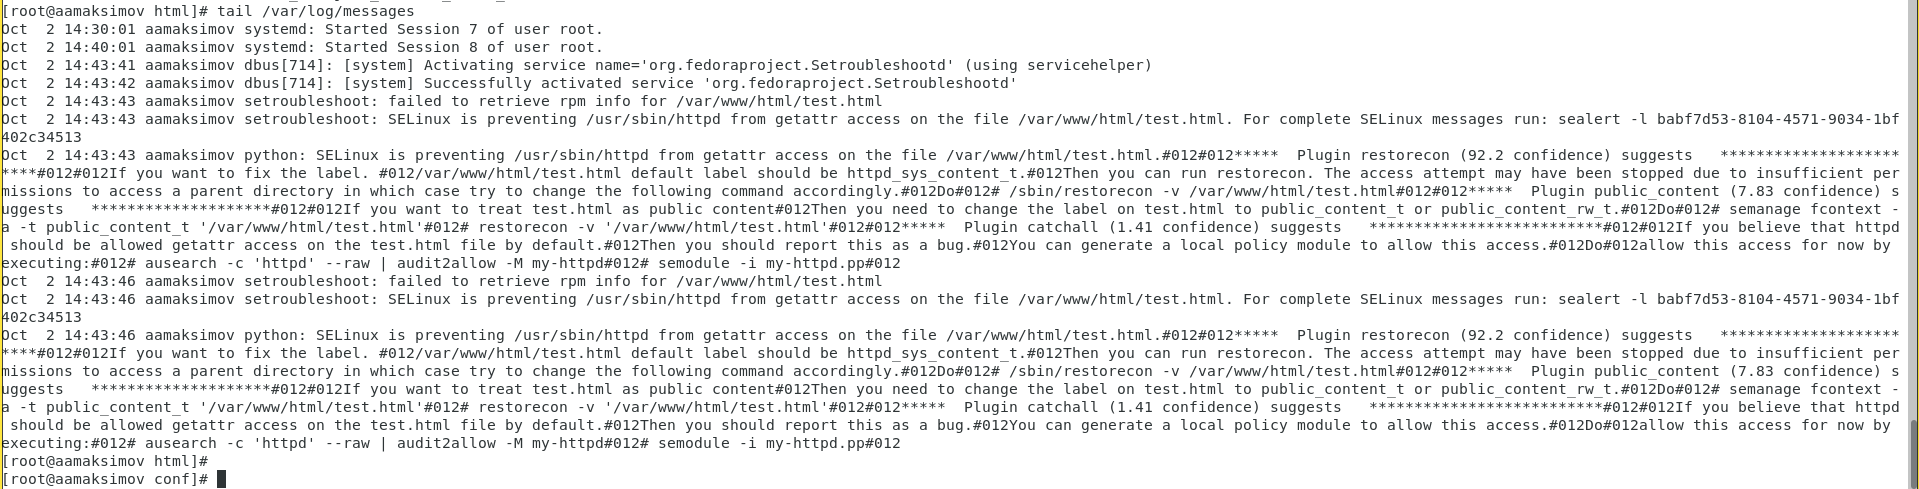 [root@aamaksimov html]# tail /var/log/messages
Oct  2 14:30:01 aamaksimov systemd: Started Session 7 of user root.
Oct  2 14:40:01 aamaksimov systemd: Started Session 8 of user root.
Oct  2 14:43:41 aamaksimov dbus[714]: [system] Activating service name='org.fedoraproject.Setroubleshootd' (using servicehelper)
Oct  2 14:43:42 aamaksimov dbus[714]: [system] Successfully activated service 'org.fedoraproject.Setroubleshootd'
Oct  2 14:43:43 aamaksimov setroubleshoot: failed to retrieve rpm info for /var/www/html/test.html
Oct  2 14:43:43 aamaksimov setroubleshoot: SELinux is preventing /usr/sbin/httpd from getattr access on the file /var/www/html/test.html. For complete SELinux messages run: sealert -l babf7d53-8104-4571-9034-1bf
402c34513
Oct  2 14:43:43 aamaksimov python: SELinux is preventing /usr/sbin/httpd from getattr access on the file /var/www/html/test.html.#012#012*****  Plugin restorecon (92.2 confidence) suggests   ********************
****#012#012If you want to fix the label. #012/var/www/html/test.html default label should be httpd_sys_content_t.#012Then you can run restorecon. The access attempt may have been stopped due to insufficient per
missions to access a parent directory in which case try to change the following command accordingly.#012Do#012# /sbin/restorecon -v /var/www/html/test.html#012#012*****  Plugin public_content (7.83 confidence) s
uggests   ********************#012#012If you want to treat test.html as public content#012Then you need to change the label on test.html to public_content_t or public_content_rw_t.#012Do#012# semanage fcontext -
a -t public_content_t '/var/www/html/test.html'#012# restorecon -v '/var/www/html/test.html'#012#012*****  Plugin catchall (1.41 confidence) suggests   **************************#012#012If you believe that httpd
 should be allowed getattr access on the test.html file by default.#012Then you should report this as a bug.#012You can generate a local policy module to allow this access.#012Do#012allow this access for now by
executing:#012# ausearch -c 'httpd' --raw | audit2allow -M my-httpd#012# semodule -i my-httpd.pp#012
Oct  2 14:43:46 aamaksimov setroubleshoot: failed to retrieve rpm info for /var/www/html/test.html
Oct  2 14:43:46 aamaksimov setroubleshoot: SELinux is preventing /usr/sbin/httpd from getattr access on the file /var/www/html/test.html. For complete SELinux messages run: sealert -l babf7d53-8104-4571-9034-1bf
402c34513
Oct  2 14:43:46 aamaksimov python: SELinux is preventing /usr/sbin/httpd from getattr access on the file /var/www/html/test.html.#012#012*****  Plugin restorecon (92.2 confidence) suggests   ********************
****#012#012If you want to fix the label. #012/var/www/html/test.html default label should be httpd_sys_content_t.#012Then you can run restorecon. The access attempt may have been stopped due to insufficient per
missions to access a parent directory in which case try to change the following command accordingly.#012Do#012# /sbin/restorecon -v /var/www/html/test.html#012#012*****  Plugin public_content (7.83 confidence) s
uggests   ********************#012#012If you want to treat test.html as public content#012Then you need to change the label on test.html to public_content_t or public_content_rw_t.#012Do#012# semanage fcontext -
a -t public_content_t '/var/www/html/test.html'#012# restorecon -v '/var/www/html/test.html'#012#012*****  Plugin catchall (1.41 confidence) suggests   **************************#012#012If you believe that httpd
 should be allowed getattr access on the test.html file by default.#012Then you should report this as a bug.#012You can generate a local policy module to allow this access.#012Do#012allow this access for now by
executing:#012# ausearch -c 'httpd' --raw | audit2allow -M my-httpd#012# semodule -i my-httpd.pp#012
[root@aamaksimov html]#
[root@aamaksimov conf]#